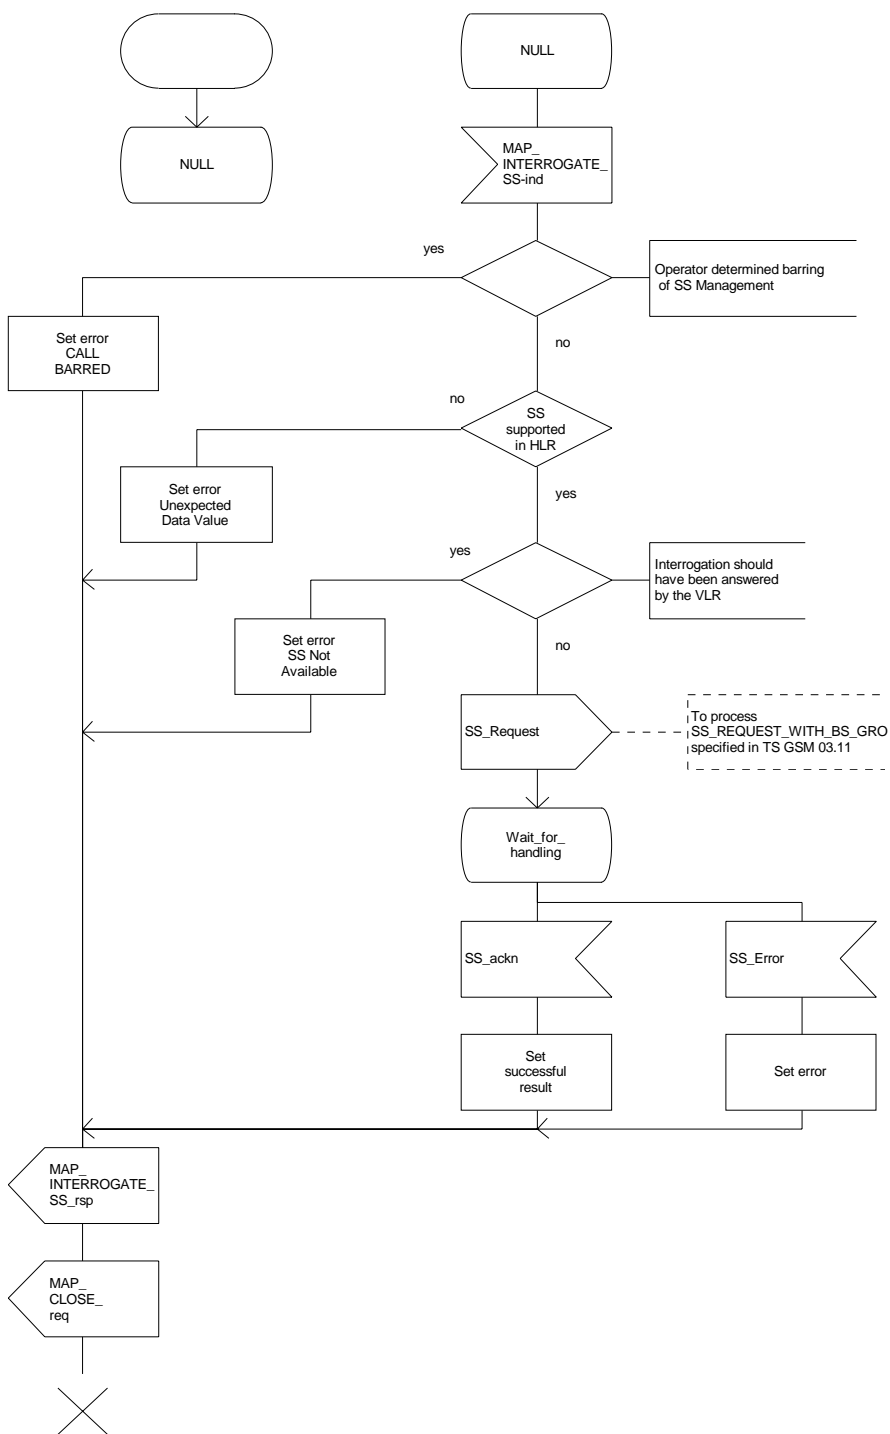 NULL
NULL
MAP_
INTERROGATE_
SS-ind
yes
Operator determined barring
of SS Management
Set error
CALL
BARRED
no
no
SS
supported
in HLR
Set error
Unexpected
Data Value
yes
yes
Interrogation should
have been answered
by the VLR
Set error
SS Not
Available
no
SS_Request
To process
SS_REQUEST_WITH_BS_GRO
specified in TS GSM 03.11
Wait_for_
handling
SS_ackn
SS_Error
Set
successful
result
Set error
MAP_
INTERROGATE_
SS_rsp
MAP_
CLOSE_
req